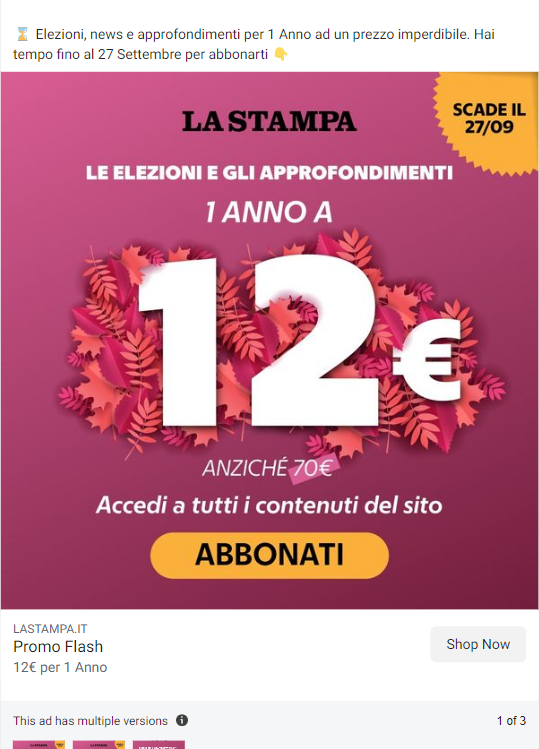 ⏳ Elezioni, news e approfondimenti per 1 Anno ad un prezzo imperdibile. Hai
tempo fino al 27 Settembre per abbonarti 👇
LA STAMPA
SCADE IL
27/09
LE ELEZIONI E GLI APPROFONDIMENTI
1 ANNO A
12€
ANZICHÉ 70€
Accedi a tutti i contenuti del sito
ABBONATI
LASTAMPA.IT
Promo Flash
12€ per 1 Anno
Shop Now
This ad has multiple versions
1 of 3